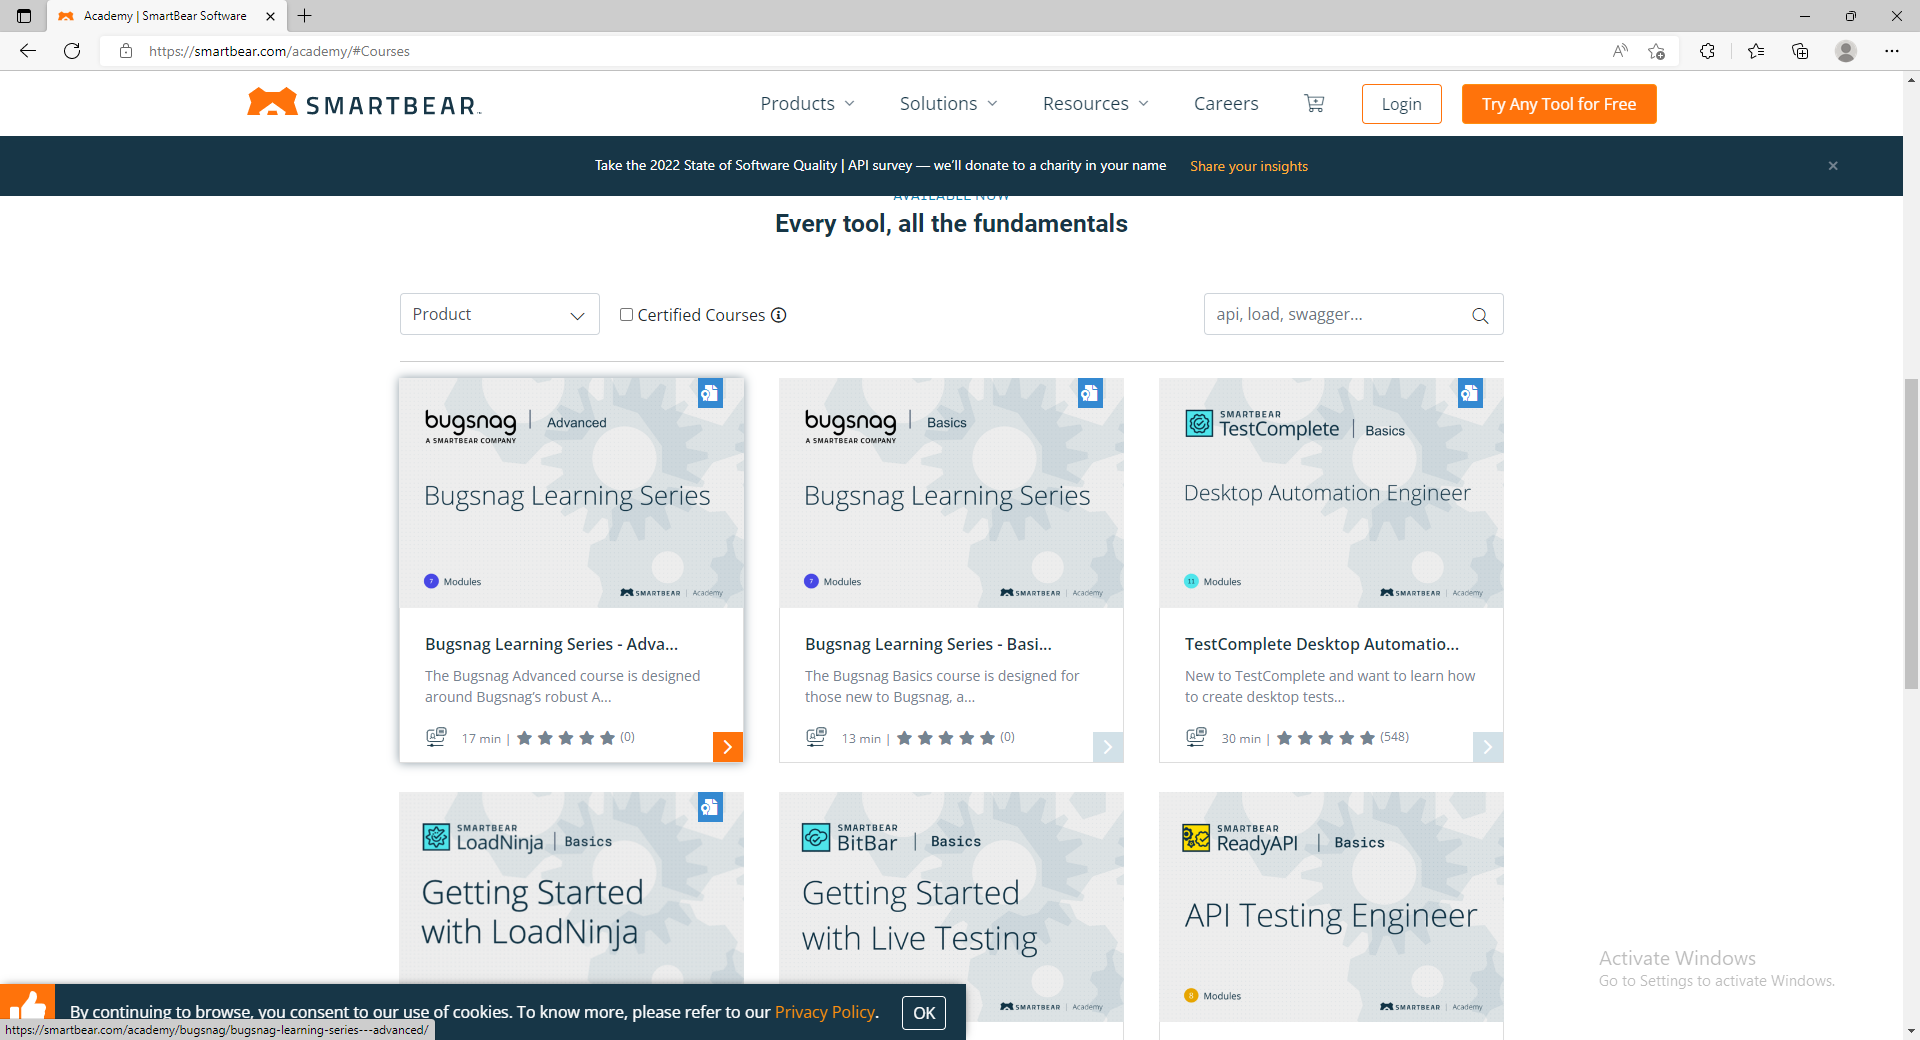 Academy | SmartBear Software
https://smartbear.com/academy/#Courses
SMARTBEAR
Products
Solutions
Resources
Careers
Login
Try Any Tool for Free
Take the 2022 State of Software Quality | API survey — we'll donate to a charity in your name
Share your insights
AVAILABLE NOW
Every tool, all the fundamentals
Product
Certified Courses
api, load, swagger...
bugsnag | Advanced
A SMARTBEAR COMPANY
Bugsnag Learning Series
7 Modules
SMARTBEAR | Academy
Bugsnag Learning Series - Adva...
The Bugsnag Advanced course is designed
around Bugsnag's robust A...
17 min | (0)
bugsnag | Basics
A SMARTBEAR COMPANY
Bugsnag Learning Series
7 Modules
SMARTBEAR | Academy
Bugsnag Learning Series - Basi...
The Bugsnag Basics course is designed for
those new to Bugsnag, a...
13 min | (0)
SMARTBEAR
TestComplete | Basics
Desktop Automation Engineer
11 Modules
SMARTBEAR | Academy
TestComplete Desktop Automatio...
New to TestComplete and want to learn how
to create desktop tests...
30 min | (548)
SMARTBEAR
LoadNinja | Basics
Getting Started
with LoadNinja
SMARTBEAR
BitBar | Basics
Getting Started
with Live Testing
SMARTBEAR | Academy
SMARTBEAR
ReadyAPI | Basics
API Testing Engineer
8 Modules
SMARTBEAR | Academy
Activate Windows
Go to Settings to activate Windows.
By continuing to browse, you consent to our use of cookies. To know more, please refer to our Privacy Policy.
OK
https://smartbear.com/academy/bugsnag/bugsnag-learning-series---advanced/